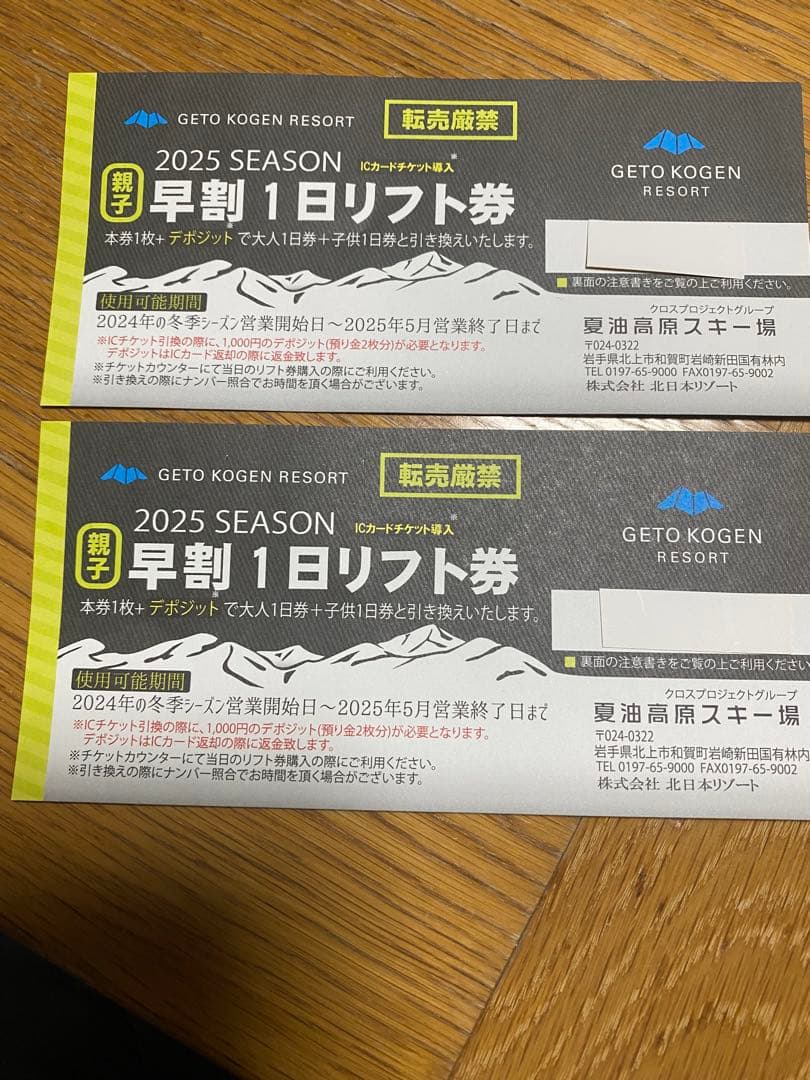 GETO KOGEN RESORT
転売厳禁
2025 SEASON
ICカードチケット導入※
親子
早割1日リフト券
本券1枚+デポジット※で大人1日券+子供1日券と引き換えいたします。
使用可能期間
2024年の冬季シーズン営業開始日~2025年5月営業終了日まで
※ICチケット引換の際に、1,000円のデポジット(預り金2枚分)が必要となります。
デポジットはICカード返却の際に返金致します。
※チケットカウンターにて当日のリフト券購入の際にご利用ください。
※引き換えの際にナンバー照合でお時間を頂く場合がございます。
GETO KOGEN
RESORT
■裏面の注意書きをご覧の上ご利用ください。
クロスプロジェクトグループ
夏油高原スキー場
〒024-0322
岩手県北上市和賀町岩崎新田国有林内
TEL 0197-65-9000 FAX0197-65-9002
株式会社 北日本リゾート
GETO KOGEN RESORT
転売厳禁
2025 SEASON
ICカードチケット導入※
親子
早割1日リフト券
本券1枚+デポジット※で大人1日券+子供1日券と引き換えいたします。
使用可能期間
2024年の冬季シーズン営業開始日~2025年5月営業終了日まで
※ICチケット引換の際に、1,000円のデポジット(預り金2枚分)が必要となります。
デポジットはICカード返却の際に返金致します。
※チケットカウンターにて当日のリフト券購入の際にご利用ください。
※引き換えの際にナンバー照合でお時間を頂く場合がございます。
GETO KOGEN
RESORT
■裏面の注意書きをご覧の上ご利用ください
クロスプロジェクトグループ
夏油高原スキー場
〒024-0322
岩手県北上市和賀町岩崎新田国有林内
TEL 0197-65-9000 FAX0197-65-9002
株式会社 北日本リゾート